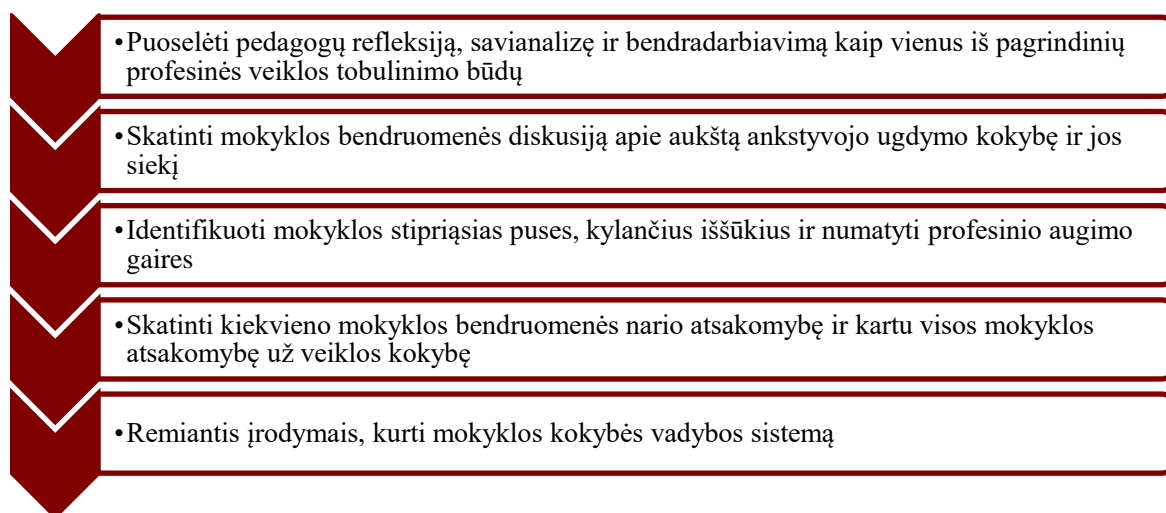 •Puoselėti pedagogų refleksiją, savianalizę ir bendradarbiavimą kaip vienus iš pagrindinių
profesinės veiklos tobulinimo būdų
•Skatinti mokyklos bendruomenės diskusiją apie aukštą ankstyvojo ugdymo kokybę ir jos
siekį
•Identifikuoti mokyklos stipriąsias puses, kylančius iššūkius ir numatyti profesinio augimo
gaires
•Skatinti kiekvieno mokyklos bendruomenės nario atsakomybę ir kartu visos mokyklos
atsakomybę už veiklos kokybę
•Remiantis įrodymais, kurti mokyklos kokybės vadybos sistemą